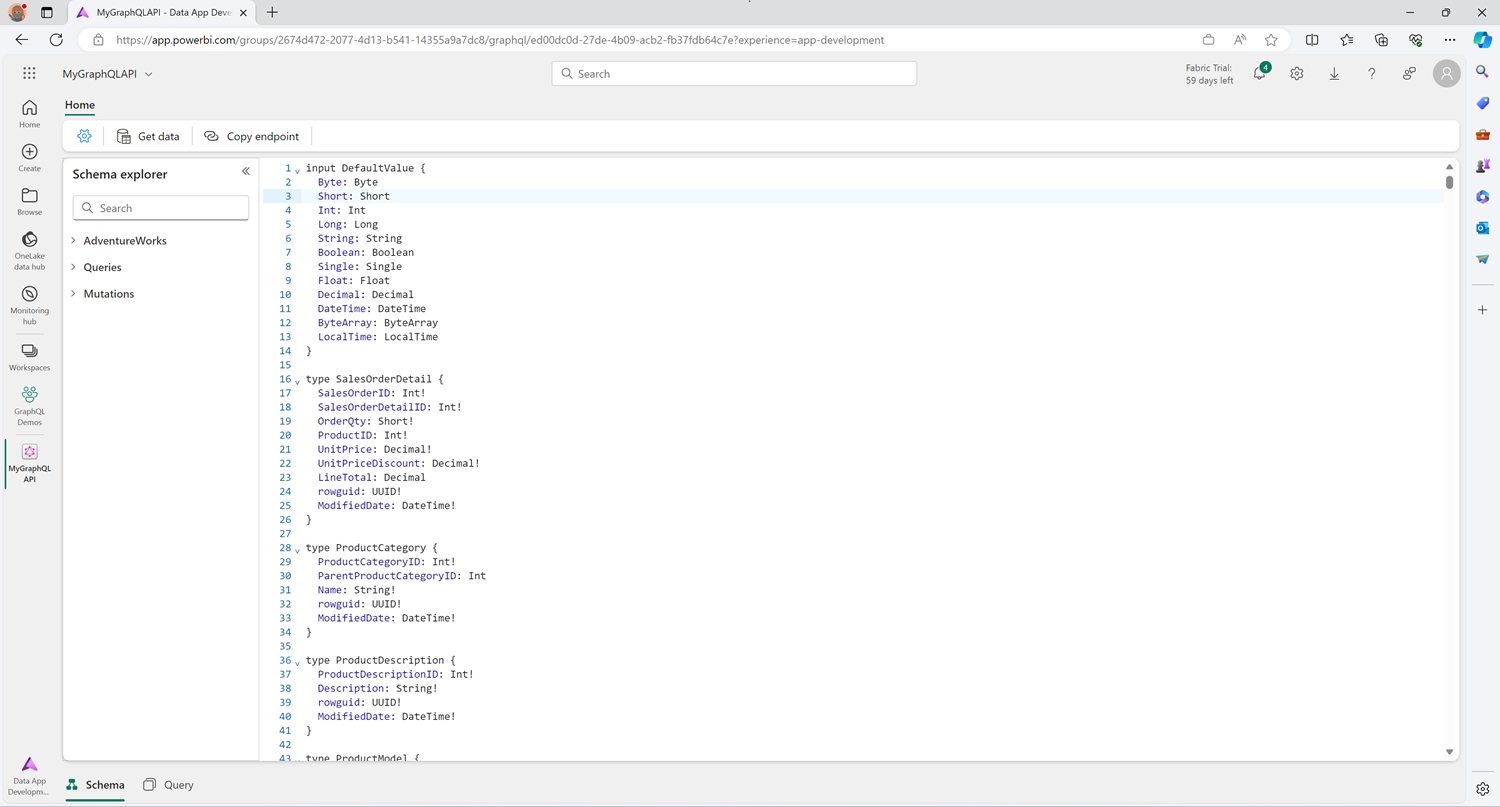 MyGraphQLAPI - Data App Deve
https://app.powerbi.com/groups/2674d472-2077-4d13-b541-14355a9a7dc8/graphql/ed00dc0d-27de-4b09-acb2-fb37fdb64c7e?experience=app-development
MyGraphQLAPI
Search
Fabric Trial:
59 days left
4
?
Home
Create
Browse
OneLake
data hub
Monitoring
hub
Workspaces
GraphQL
Demos
MyGraphQL
API
Data App
Developm...
Home
Get data
Copy endpoint
Schema explorer
Search
AdventureWorks
Queries
Mutations
1 input DefaultValue {
2 Byte: Byte
3 Short: Short
4 Int: Int
5 Long: Long
6 String: String
7 Boolean: Boolean
8 Single: Single
9 Float: Float
10 Decimal: Decimal
11 DateTime: DateTime
12 ByteArray: ByteArray
13 LocalTime: LocalTime
14 }
15
16 type SalesOrderDetail {
17 SalesOrderID: Int!
18 SalesOrderDetailID: Int!
19 OrderQty: Short!
20 ProductID: Int!
21 UnitPrice: Decimal!
22 UnitPriceDiscount: Decimal!
23 LineTotal: Decimal
24 rowguid: UUID!
25 ModifiedDate: DateTime!
26 }
27
28 type ProductCategory {
29 ProductCategoryID: Int!
30 ParentProductCategoryID: Int
31 Name: String!
32 rowguid: UUID!
33 ModifiedDate: DateTime!
34 }
35
36 type ProductDescription {
37 ProductDescriptionID: Int!
38 Description: String!
39 rowguid: UUID!
40 ModifiedDate: DateTime!
41 }
42
43 type ProductModel {
Schema
Query